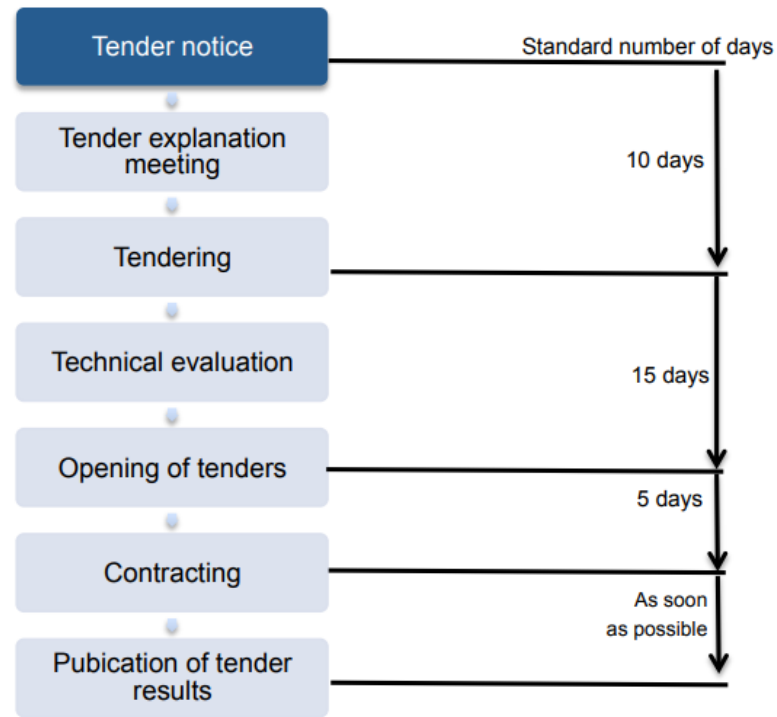 Tender notice
Standard number of days
Tender explanation
meeting
10 days
Tendering
Technical evaluation
15 days
Opening of tenders
5 days
Contracting
As soon
as possible
Pubication of tender
results